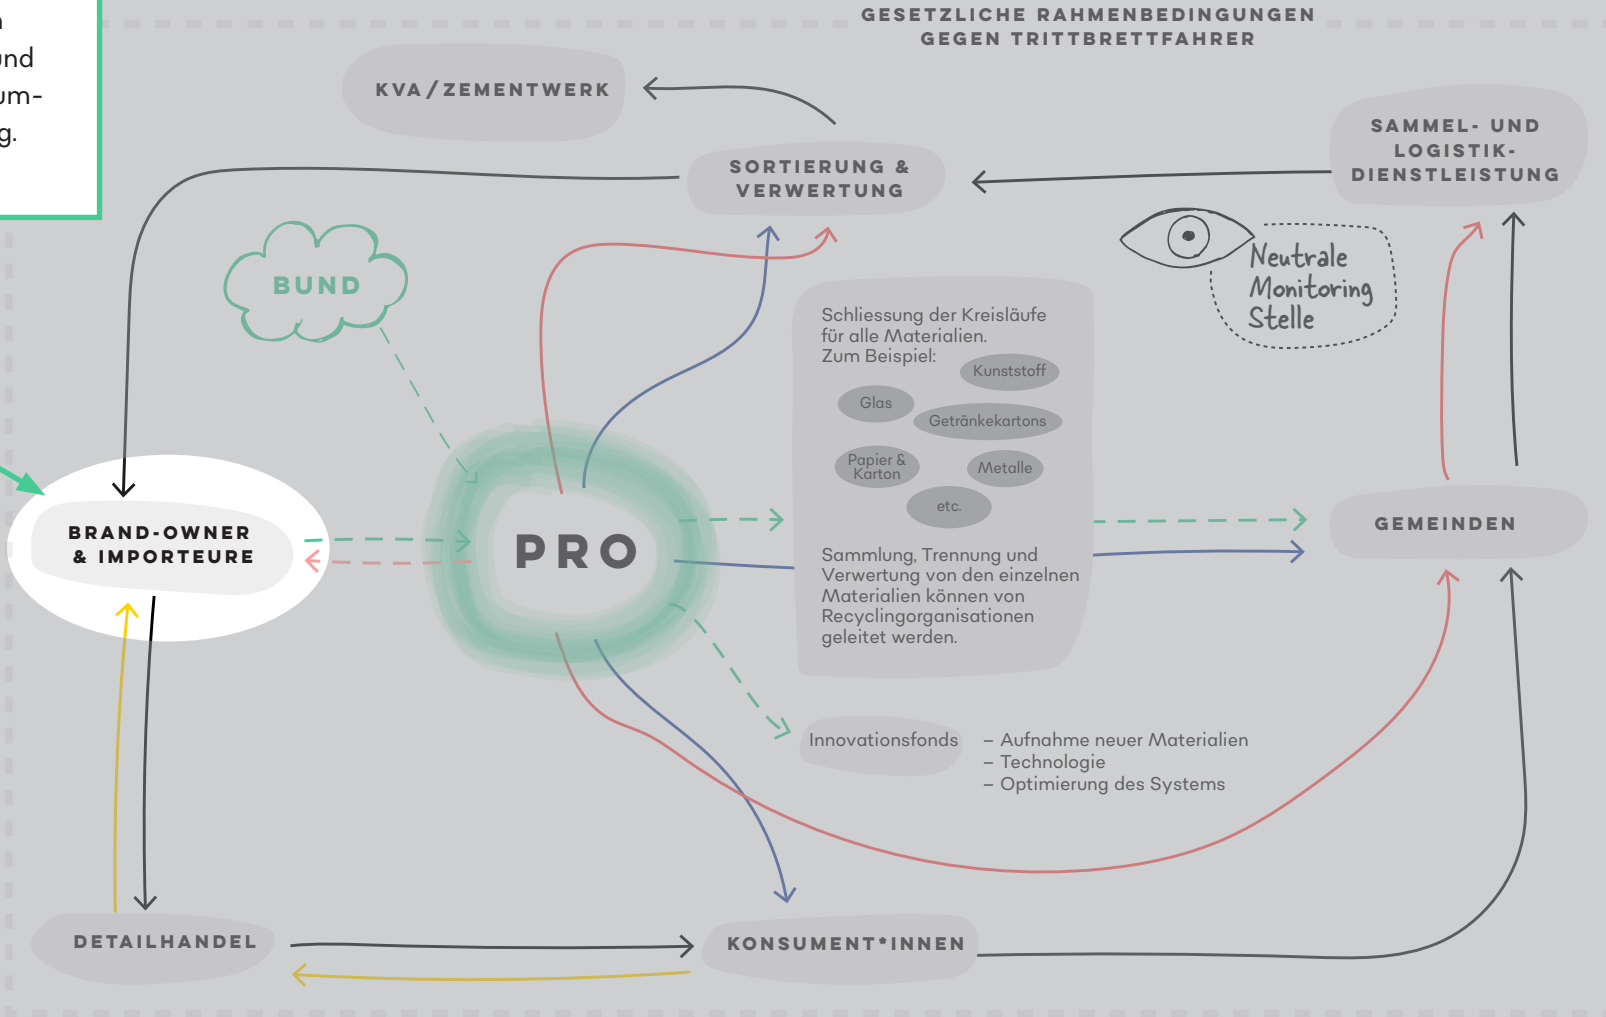 und
um-
g.
GESETZLICHE RAHMENBEDINGUNGEN
GEGEN TRITTBRETTFAHRER
KVA/ZEMENTWERK
SORTIERUNG &
VERWERTUNG
SAMMEL- UND
LOGISTIK-
DIENSTLEISTUNG
BUND
Neutrale
Monitoring
Stelle
Schliessung der Kreisläufe
für alle Materialien.
Zum Beispiel:
Kunststoff
Glas
Getränkekartons
Papier &
Karton
Metalle
etc.
Sammlung, Trennung und
Verwertung von den einzelnen
Materialien können von
Recyclingorganisationen
geleitet werden.
BRAND-OWNER
& IMPORTEURE
PRO
GEMEINDEN
Innovationsfonds
– Aufnahme neuer Materialien
– Technologie
– Optimierung des Systems
DETAILHANDEL
KONSUMENT*INNEN